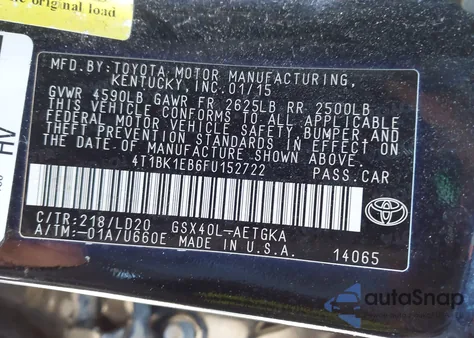 e original load
MFD.BY:TOYOTA MOTOR MANUFACTURING,
KENTUCKY, INC.01/15
GVWR 4590LB GAWR FR 2625LB RR 2500LB
THIS VEHICLE CONFORMS TO ALL APPLICABLE
FEDERAL MOTOR VEHICLE SAFETY, BUMPER, AND
THEFT PREVENTION STANDARDS IN EFFECT ON
THE DATE OF MANUFACTURE SHOWN ABOVE.
4T1BK1EB6FU152722 PASS.CAR
C/TR:218/LD20 GSX40L-AETGKA
A/TM:-01A/U660E MADE IN U.S.A.
14065
TOYOTA
HV
autoSnap